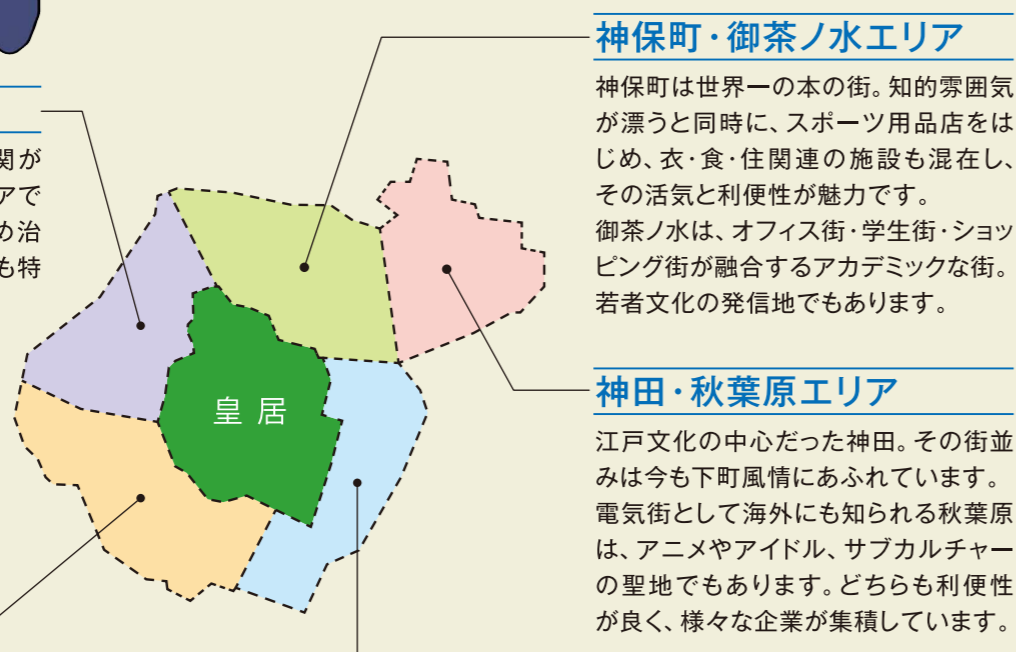 関が
アで
め治
も特
皇居
神保町・御茶ノ水エリア
神保町は世界一の本の街。知的雰囲気
が漂うと同時に、スポーツ用品店をは
じめ、衣・食・住関連の施設も混在し、
その活気と利便性が魅力です。
御茶ノ水は、オフィス街・学生街・ショッ
ピング街が融合するアカデミックな街。
若者文化の発信地でもあります。
神田・秋葉原エリア
江戸文化の中心だった神田。その街並
みは今も下町風情にあふれています。
電気街として海外にも知られる秋葉原
は、アニメやアイドル、サブカルチャー
の聖地でもあります。どちらも利便性
が良く、様々な企業が集積しています。